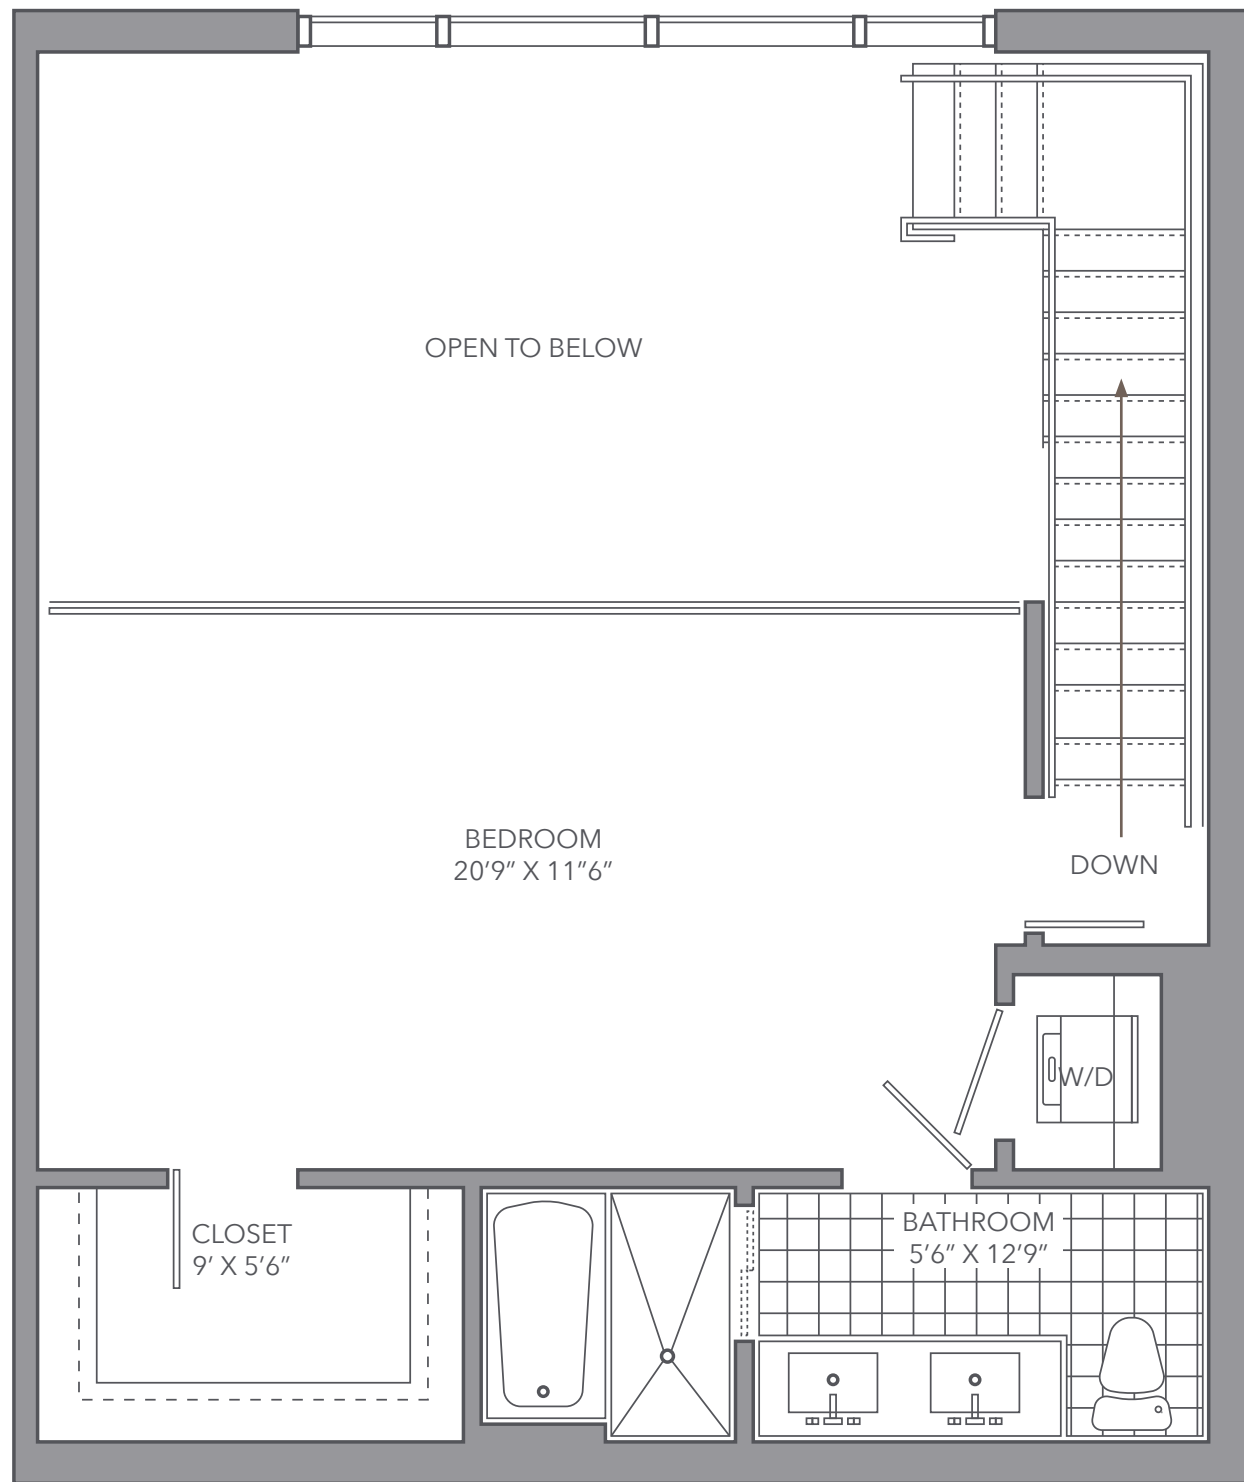 OPEN TO BELOW
BEDROOM
20’9” X 11”6”
DOWN
W/D
CLOSET
9’ X 5’6”
BATHROOM
5’6” X 12’9”